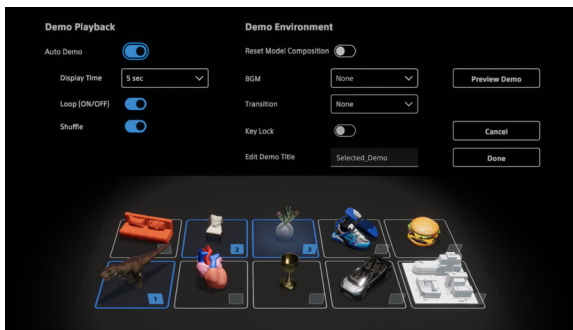 Demo Playback
Auto Demo
Display Time
5 sec
Loop (ON/OFF)
Shuffle
Demo Environment
Reset Model Composition
BGM
None
Transition
None
Key Lock
Edit Demo Title
Selected_Demo
Preview Demo
Cancel
Done
2
3
1